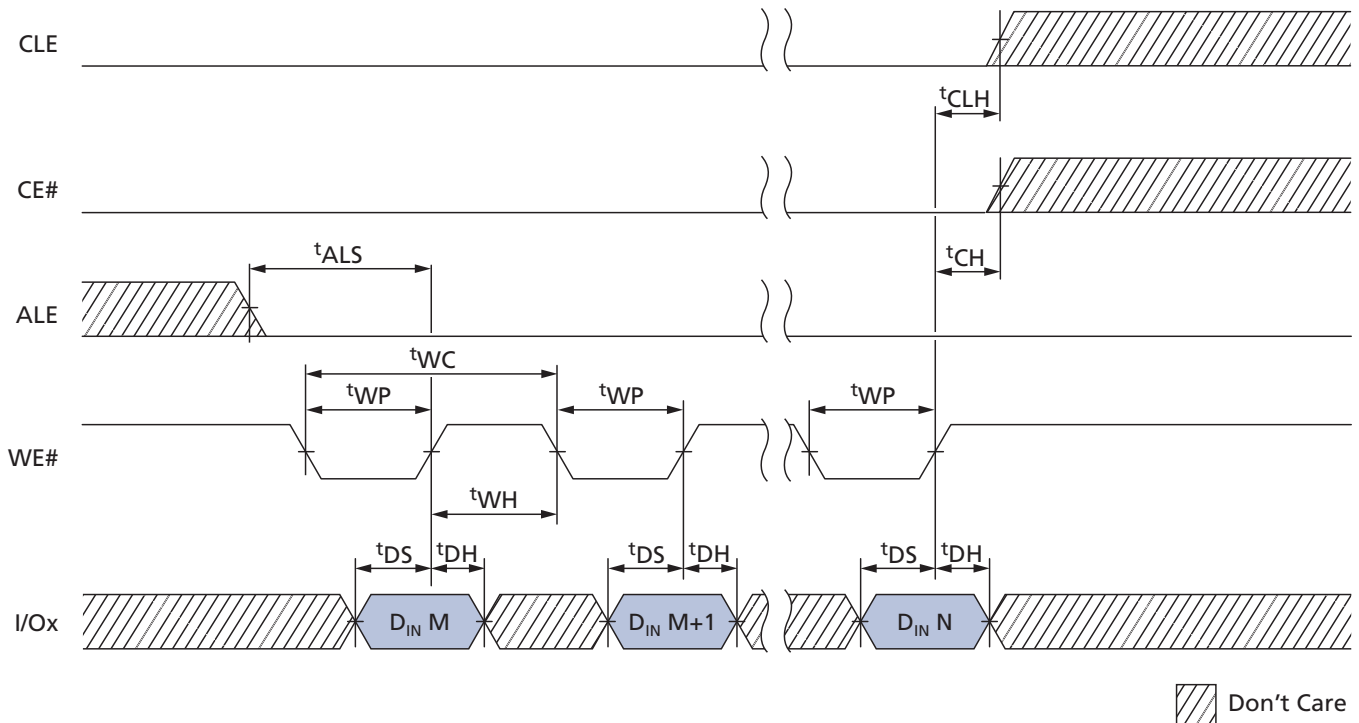 CLE
tCLH
CE#
tALS
tCH
ALE
tWC
tWP
tWP
tWP
WE#
tWH
tDS
tDH
tDS
tDH
tDS
tDH
I/Ox
DIN M
DIN M+1
DIN N
Don't Care